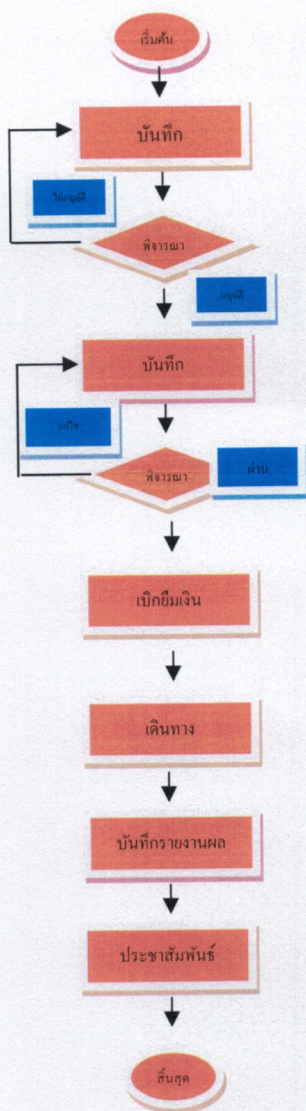 เริ่มต้น
บันทึก
ไม่อนุมัติ
พิจารณา
อนุมัติ
บันทึก
แก้ไข
พิจารณา
ผ่าน
เบิกยืมเงิน
เดินทาง
บันทึกรายงานผล
ประชาสัมพันธ์
สิ้นสุด